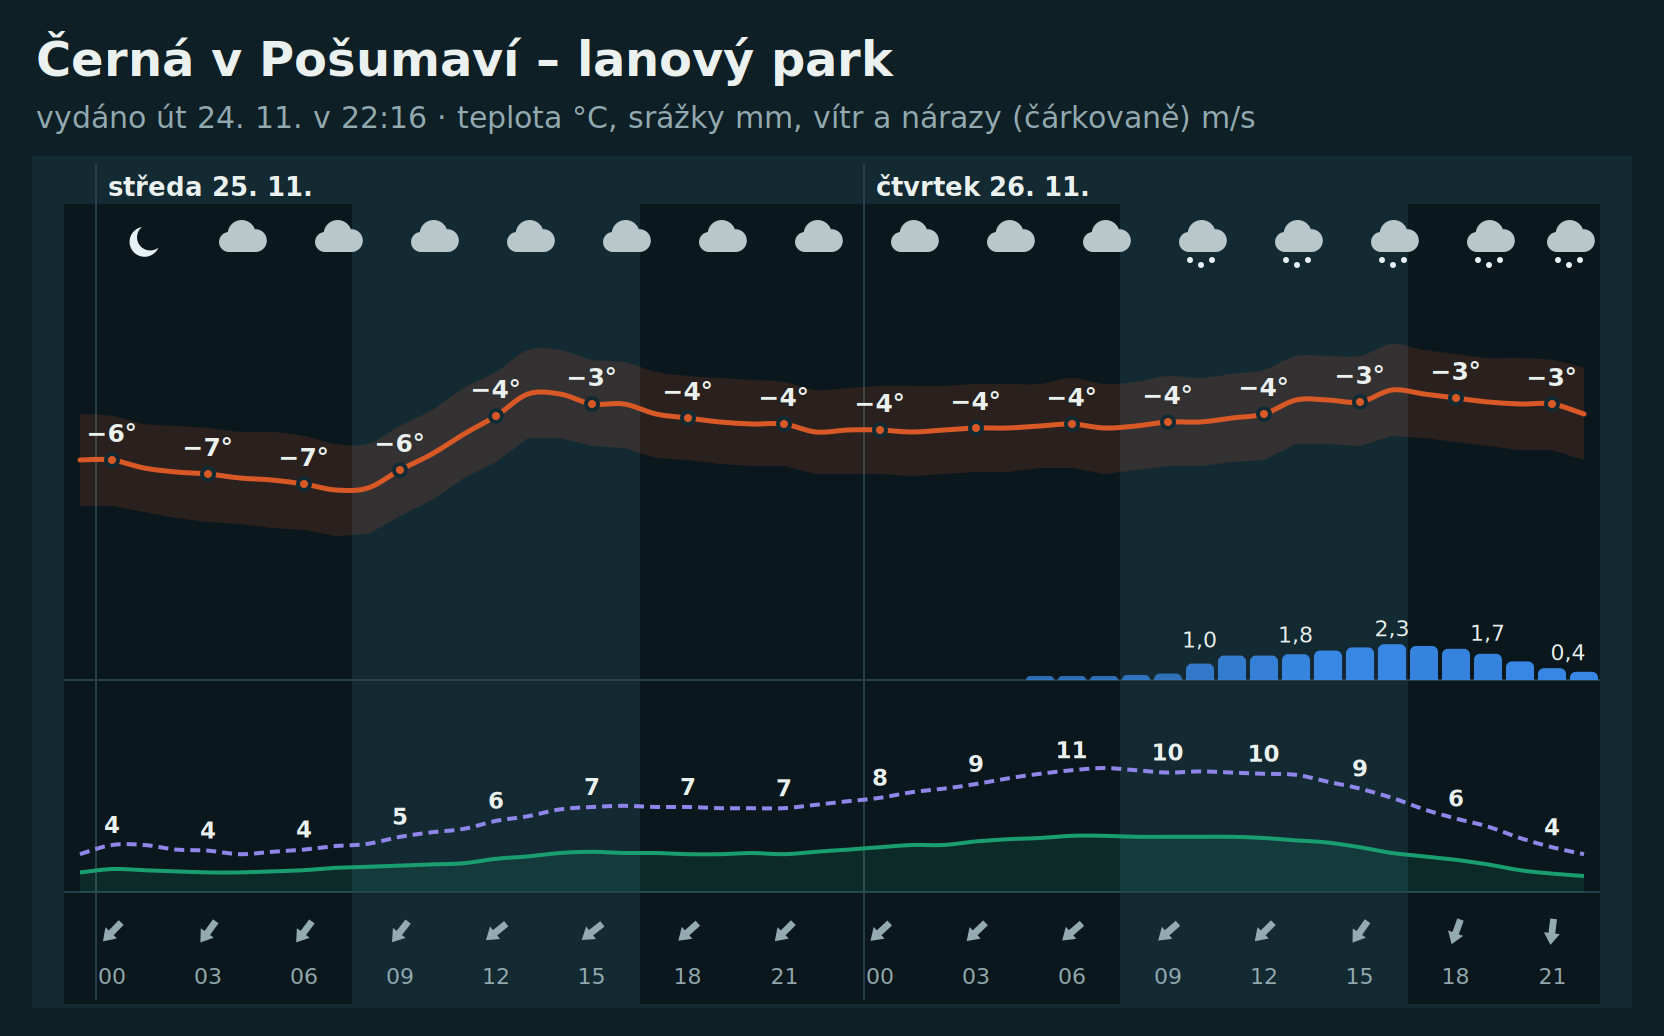 Černá v Pošumaví – lanový park
vydáno út 24. 11. v 22:16 · teplota °C, srážky mm, vítr a nárazy (čárkovaně) m/s
středa 25. 11. čtvrtek 26. 11.
−6° −7° −7° −6° −4° −3° −4° −4° −4° −4° −4° −4° −4° −3° −3° −3°
1,0 1,8 2,3 1,7 0,4
4 4 4 5 6 7 7 7 8 9 11 10 10 9 6 4
00 03 06 09 12 15 18 21 00 03 06 09 12 15 18 21